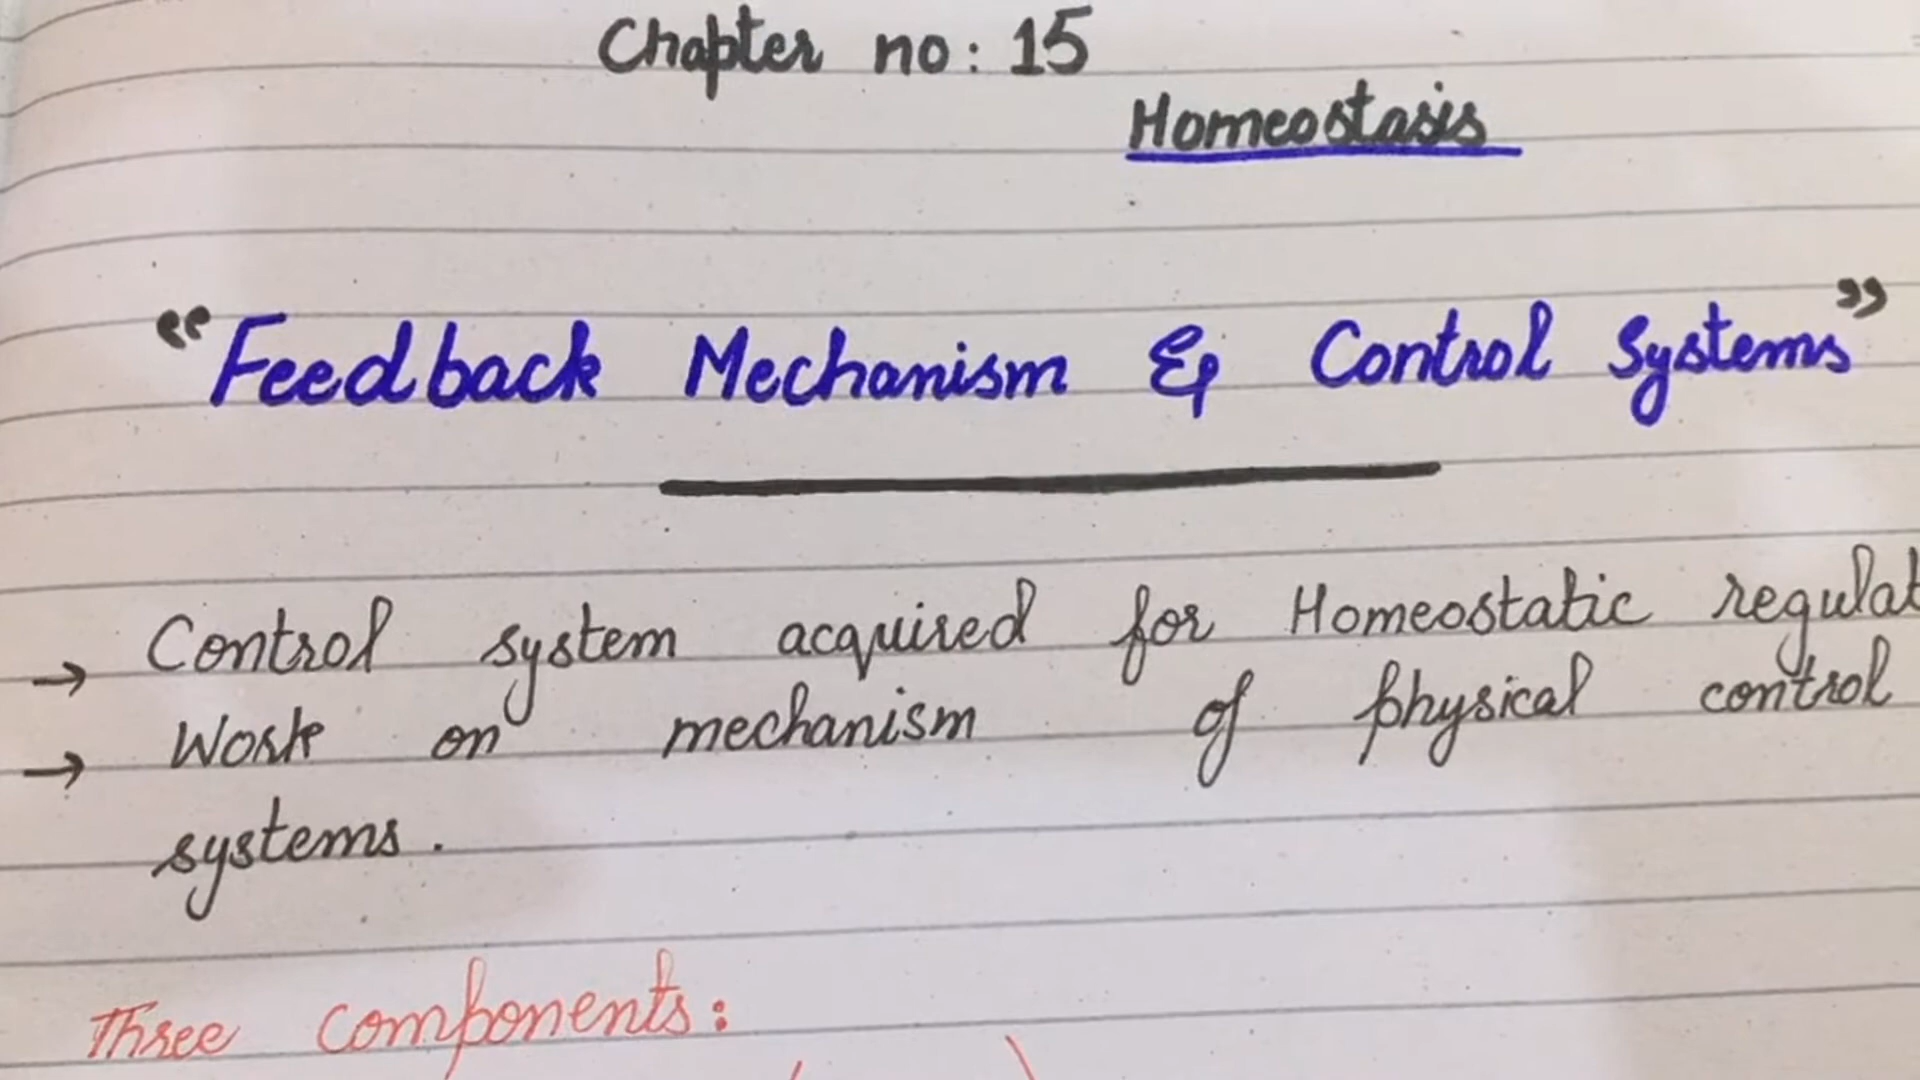 Chapter no: 15
Homeostasis
“Feedback Mechanism & Control Systems”
→ Control system acquired for Homeostatic regulat
→ Work on mechanism of physical control
systems.
Three components: